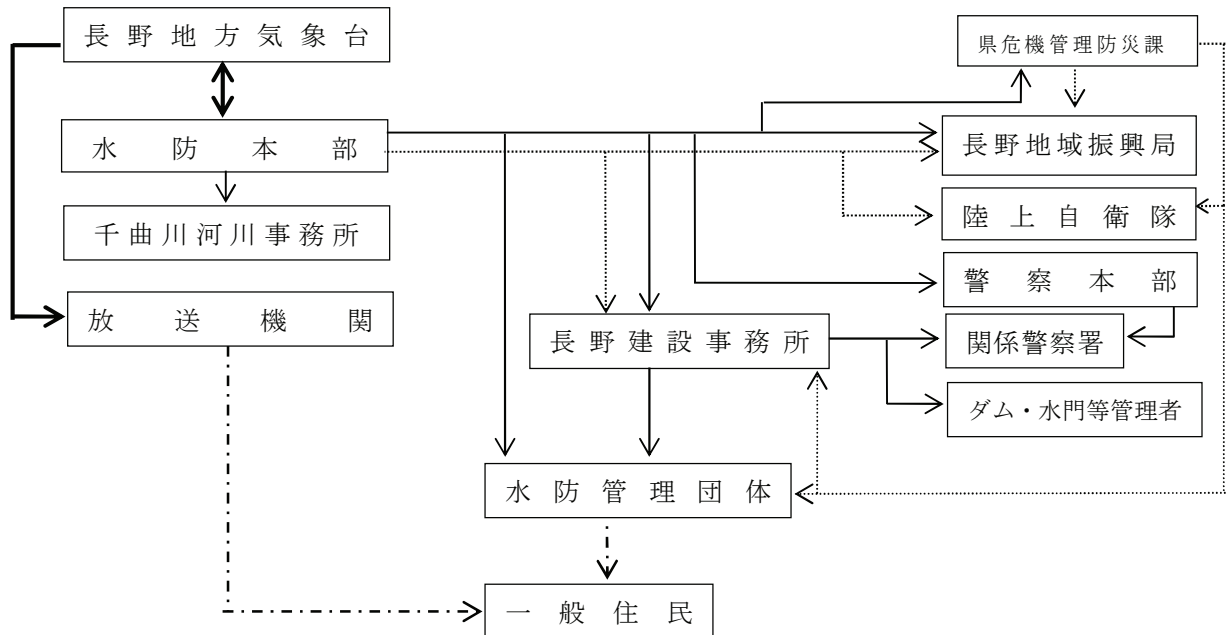 長野地方気象台
県危機管理防災課
水防本部
長野地域振興局
千曲川河川事務所
陸上自衛隊
警察本部
放送機関
長野建設事務所
関係警察署
ダム・水門等管理者
水防管理団体
一般住民